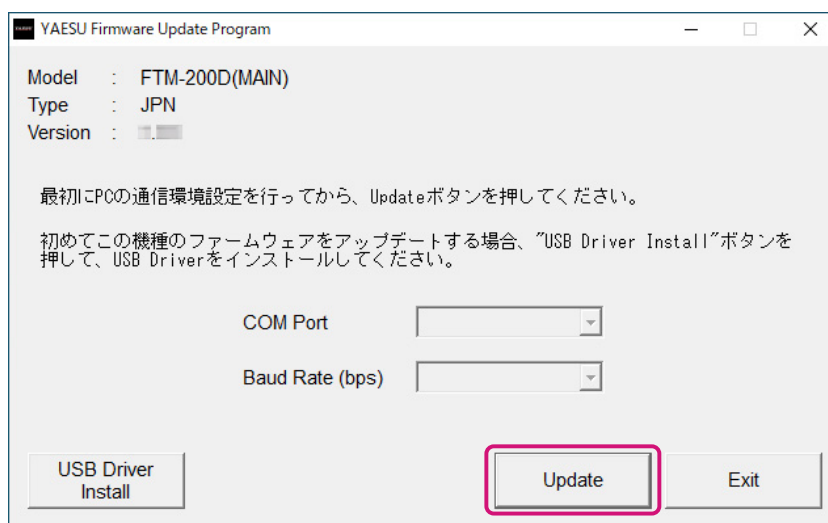 YAESU Firmware Update Program
Model : FTM-200D(MAIN)
Type : JPN
Version :
最初にPCの通信環境設定を行ってから、Updateボタンを押してください。
初めてこの機種のファームウェアをアップデートする場合、"USB Driver Install"ボタンを
押して、USB Driverをインストールしてください。
COM Port
Baud Rate (bps)
USB Driver
Install
Update
Exit